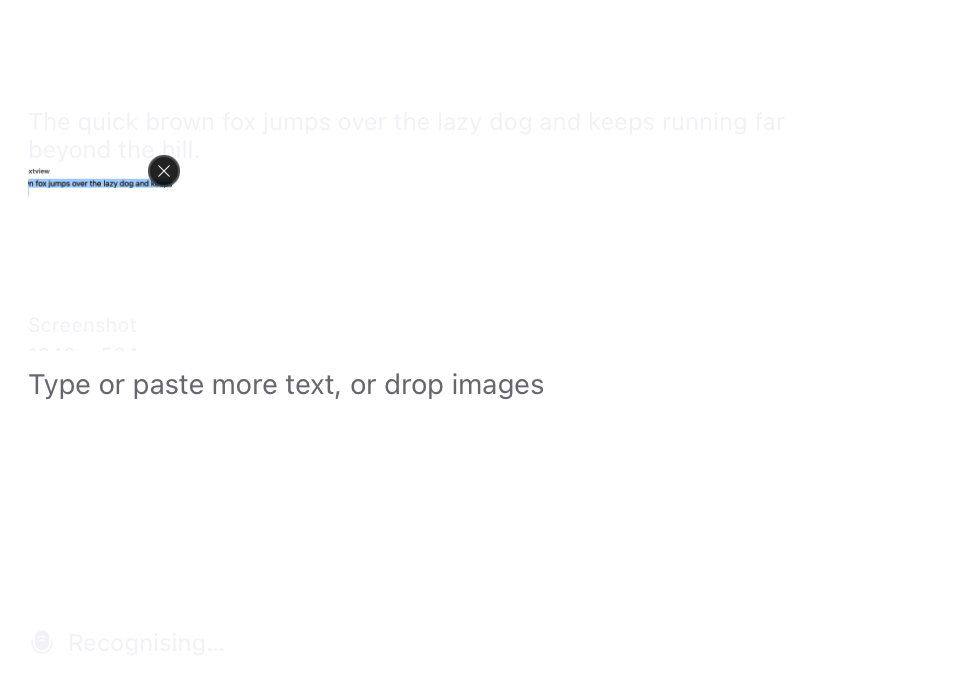 The quick brown fox jumps over the lazy dog and keeps running far
beyond the hill.
xtview
n fox jumps over the lazy dog and keeps
Screenshot
Type or paste more text, or drop images
Recognising...